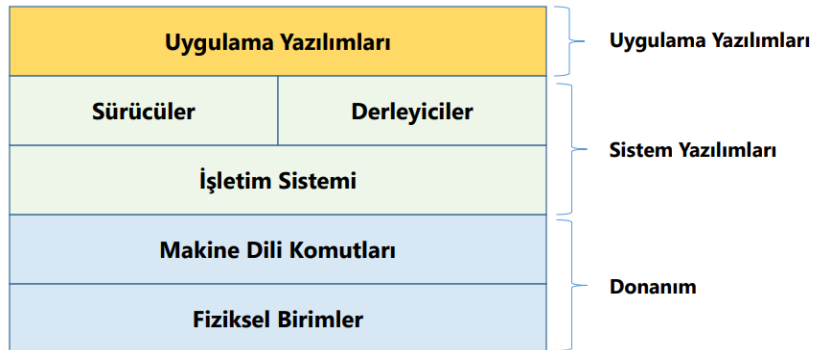 Uygulama Yazılımları
Uygulama Yazılımları
Sürücüler
Derleyiciler
Sistem Yazılımları
İşletim Sistemi
Makine Dili Komutları
Donanım
Fiziksel Birimler